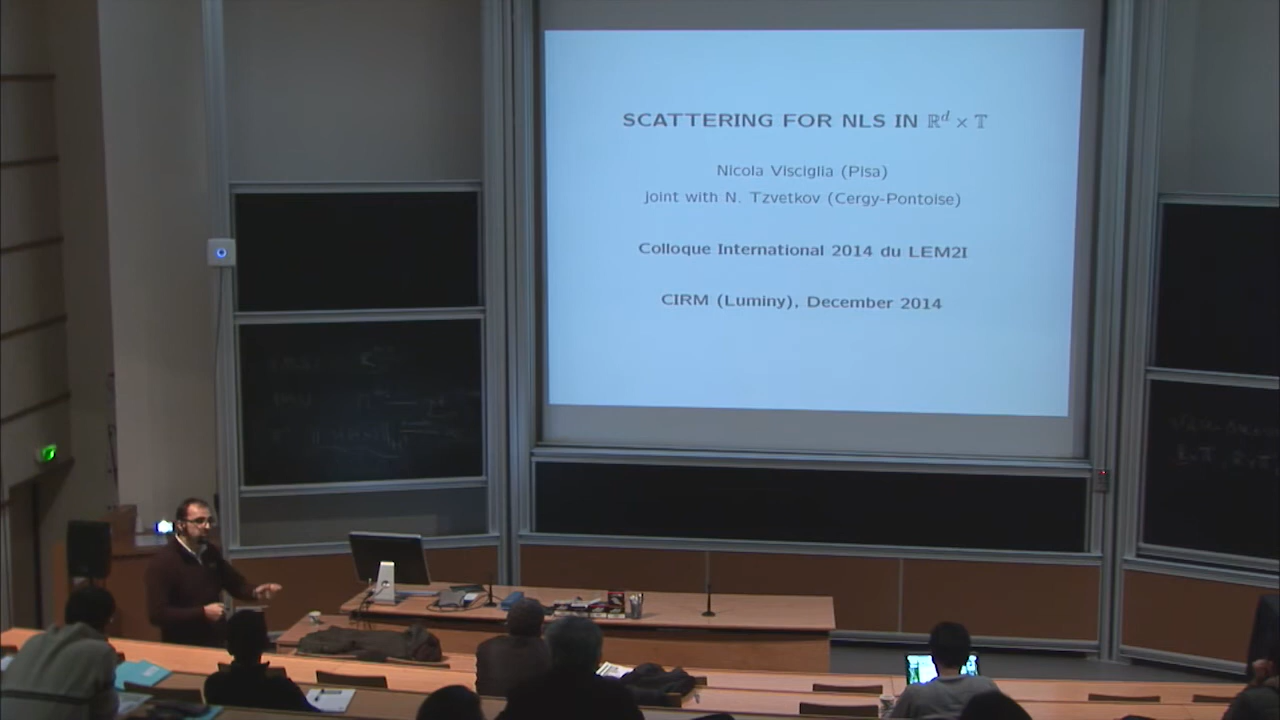 SCATTERING FOR NLS IN ℝᵈ × 𝕋
Nicola Visciglia (Pisa)
joint with N. Tzvetkov (Cergy-Pontoise)
Colloque International 2014 du LEM2I
CIRM (Luminy), December 2014